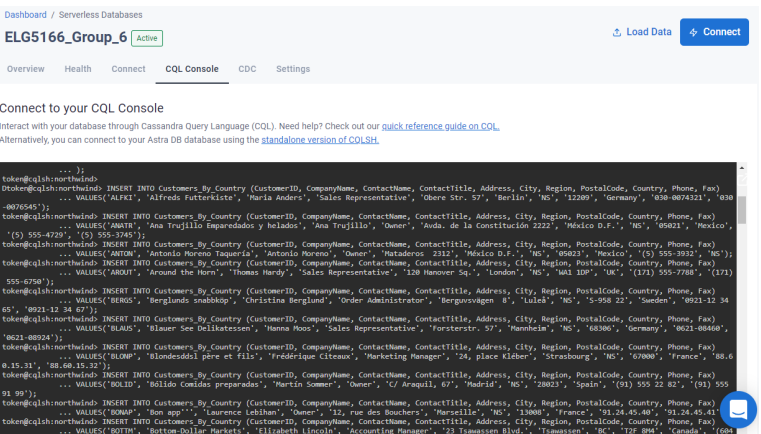 Dashboard / Serverless Databases
ELG5166_Group_6 Active
Load Data
Connect
Overview Health Connect CQL Console CDC Settings
Connect to your CQL Console
Interact with your database through Cassandra Query Language (CQL). Need help? Check out our quick reference guide on CQL.
Alternatively, you can connect to your Astra DB database using the standalone version of CQLSH.
... );
token@cqlsh:northwind>
Dtoken@cqlsh:northwind> INSERT INTO Customers_By_Country (CustomerID, CompanyName, ContactName, ContactTitle, Address, City, Region, PostalCode, Country, Phone, Fax)
... VALUES('ALFKI', 'Alfreds Futterkiste', 'Maria Anders', 'Sales Representative', 'Obere Str. 57', 'Berlin', 'NS', '12209', 'Germany', '030-0074321', '030
-0076545');
token@cqlsh:northwind> INSERT INTO Customers_By_Country (CustomerID, CompanyName, ContactName, ContactTitle, Address, City, Region, PostalCode, Country, Phone, Fax)
... VALUES('ANATR', 'Ana Trujillo Emparedados y helados', 'Ana Trujillo', 'Owner', 'Avda. de la Constitución 2222', 'México D.F.', 'NS', '05021', 'Mexico',
'(5) 555-4729', '(5) 555-3745');
token@cqlsh:northwind> INSERT INTO Customers_By_Country (CustomerID, CompanyName, ContactName, ContactTitle, Address, City, Region, PostalCode, Country, Phone, Fax)
... VALUES('ANTON', 'Antonio Moreno Taquería', 'Antonio Moreno', 'Owner', 'Mataderos  2312', 'México D.F.', 'NS', '05023', 'Mexico', '(5) 555-3932', 'NS');
token@cqlsh:northwind> INSERT INTO Customers_By_Country (CustomerID, CompanyName, ContactName, ContactTitle, Address, City, Region, PostalCode, Country, Phone, Fax)
... VALUES('AROUT', 'Around the Horn', 'Thomas Hardy', 'Sales Representative', '120 Hanover Sq.', 'London', 'NS', 'WA1 1DP', 'UK', '(171) 555-7788', '(171)
555-6750');
token@cqlsh:northwind> INSERT INTO Customers_By_Country (CustomerID, CompanyName, ContactName, ContactTitle, Address, City, Region, PostalCode, Country, Phone, Fax)
... VALUES('BERGS', 'Berglunds snabbköp', 'Christina Berglund', 'Order Administrator', 'Berguvsvägen  8', 'Luleå', 'NS', 'S-958 22', 'Sweden', '0921-12 34
65', '0921-12 34 67');
token@cqlsh:northwind> INSERT INTO Customers_By_Country (CustomerID, CompanyName, ContactName, ContactTitle, Address, City, Region, PostalCode, Country, Phone, Fax)
... VALUES('BLAUS', 'Blauer See Delikatessen', 'Hanna Moos', 'Sales Representative', 'Forsterstr. 57', 'Mannheim', 'NS', '68306', 'Germany', '0621-08460',
'0621-08924');
token@cqlsh:northwind> INSERT INTO Customers_By_Country (CustomerID, CompanyName, ContactName, ContactTitle, Address, City, Region, PostalCode, Country, Phone, Fax)
... VALUES('BLONP', 'Blondesddsl père et fils', 'Frédérique Citeaux', 'Marketing Manager', '24, place Kléber', 'Strasbourg', 'NS', '67000', 'France', '88.6
0.15.31', '88.60.15.32');
token@cqlsh:northwind> INSERT INTO Customers_By_Country (CustomerID, CompanyName, ContactName, ContactTitle, Address, City, Region, PostalCode, Country, Phone, Fax)
... VALUES('BOLID', 'Bólido Comidas preparadas', 'Martín Sommer', 'Owner', 'C/ Araquil, 67', 'Madrid', 'NS', '28023', 'Spain', '(91) 555 22 82', '(91) 555
91 99');
token@cqlsh:northwind> INSERT INTO Customers_By_Country (CustomerID, CompanyName, ContactName, ContactTitle, Address, City, Region, PostalCode, Country, Phone, Fax)
... VALUES('BONAP', 'Bon app''', 'Laurence Lebihan', 'Owner', '12, rue des Bouchers', 'Marseille', 'NS', '13008', 'France', '91.24.45.40', '91.24.45.41'
token@cqlsh:northwind> INSERT INTO Customers_By_Country (CustomerID, CompanyName, ContactName, ContactTitle, Address, City, Region, PostalCode, Country, Phone, Fax)
... VALUES('BOTTM', 'Bottom-Dollar Markets', 'Elizabeth Lincoln', 'Accounting Manager', '23 Tsawassen Blvd.', 'Tsawassen', 'BC', 'T2F 8M4', 'Canada', '(604